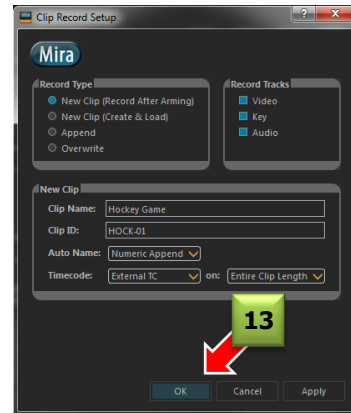 Clip Record Setup
?
X
Mira
Record Type
New Clip (Record After Arming)
New Clip (Create & Load)
Append
Overwrite
Record Tracks
Video
Key
Audio
New Clip
Clip Name: Hockey Game
Clip ID: HOCK-01
Auto Name: Numeric Append
Timecode: External TC on: Entire Clip Length
13
OK Cancel Apply